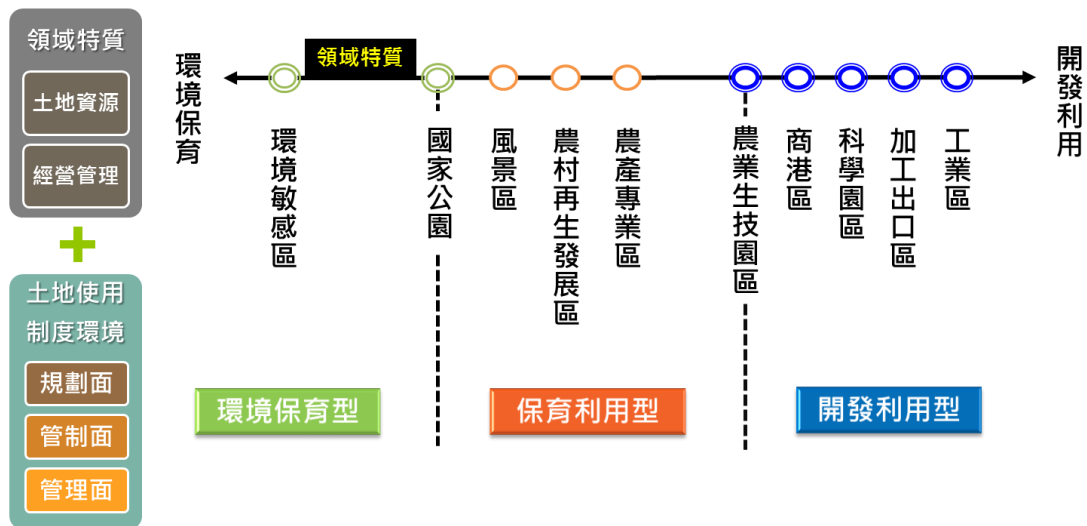 領域特質
土地資源
經營管理
土地使用
制度環境
規劃面
管制面
管理面
環境保育
領域特質
開發利用
環境敏感區
國家公園
風景區
農村再生發展區
農產專業區
農業生技園區
商港區
科學園區
加工出口區
工業區
環境保育型
保育利用型
開發利用型